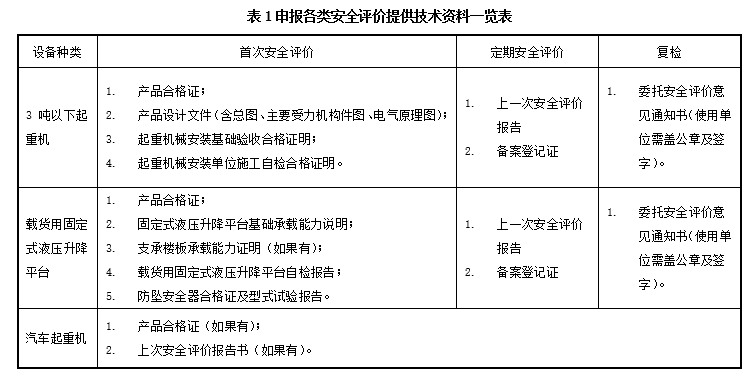 表 1 申报各类安全评价提供技术资料一览表
设备种类
首次安全评价
定期安全评价
复检
3 吨以下起
重机
1. 产品合格证；
2. 产品设计文件（含总图、主要受力机构件图、电气原理图）；
3. 起重机械安装基础验收合格证明；
4. 起重机械安装单位施工自检合格证明。
1. 上一次安全评价
报告
2. 备案登记证
1. 委托安全评价意
见通知书（使用单
位需盖公章及签
字）。
载货用固定
式液压升降
平台
1. 产品合格证；
2. 固定式液压升降平台基础承载能力说明；
3. 支承楼板承载能力证明（如果有）；
4. 载货用固定式液压升降平台自检报告；
5. 防坠安全器合格证及型式试验报告。
1. 上一次安全评价
报告
2. 备案登记证
1. 委托安全评价意
见通知书（使用单
位需盖公章及签
字）。
汽车起重机
1. 产品合格证（如果有）；
2. 上次安全评价报告书（如果有）。